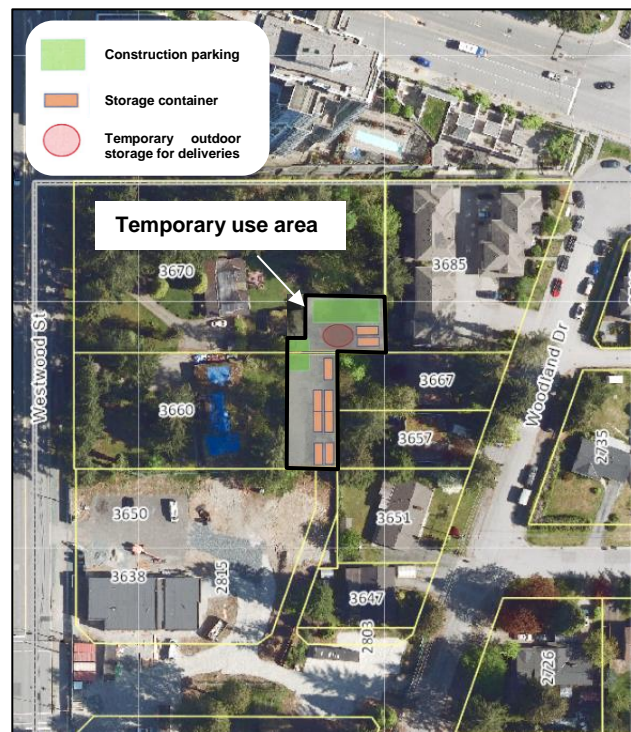 Construction parking
Storage container
Temporary outdoor
storage for deliveries
Temporary use area
3670
3685
Westwood St
Woodland Dr
3667
3660
3657
2735
3650
3651
3638
2815
3647
2803
2726